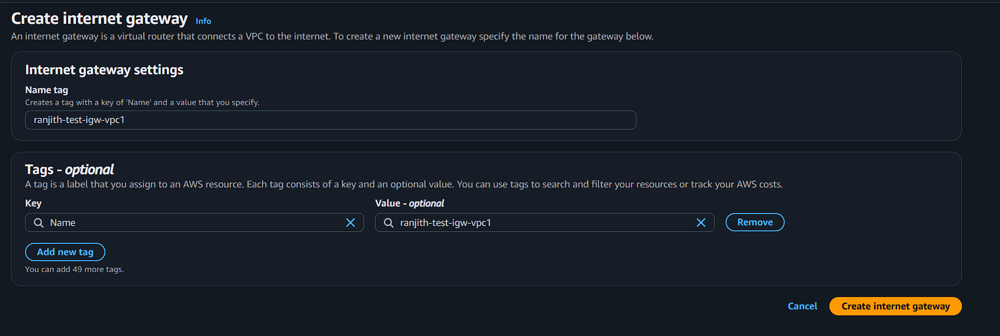 Create internet gateway Info
An internet gateway is a virtual router that connects a VPC to the internet. To create a new internet gateway specify the name for the gateway below.
Internet gateway settings
Name tag
Creates a tag with a key of 'Name' and a value that you specify.
ranjith-test-igw-vpc1
Tags - optional
A tag is a label that you assign to an AWS resource. Each tag consists of a key and an optional value. You can use tags to search and filter your resources or track your AWS costs.
Key Value - optional
Name ranjith-test-igw-vpc1 Remove
Add new tag
You can add 49 more tags.
Cancel Create internet gateway